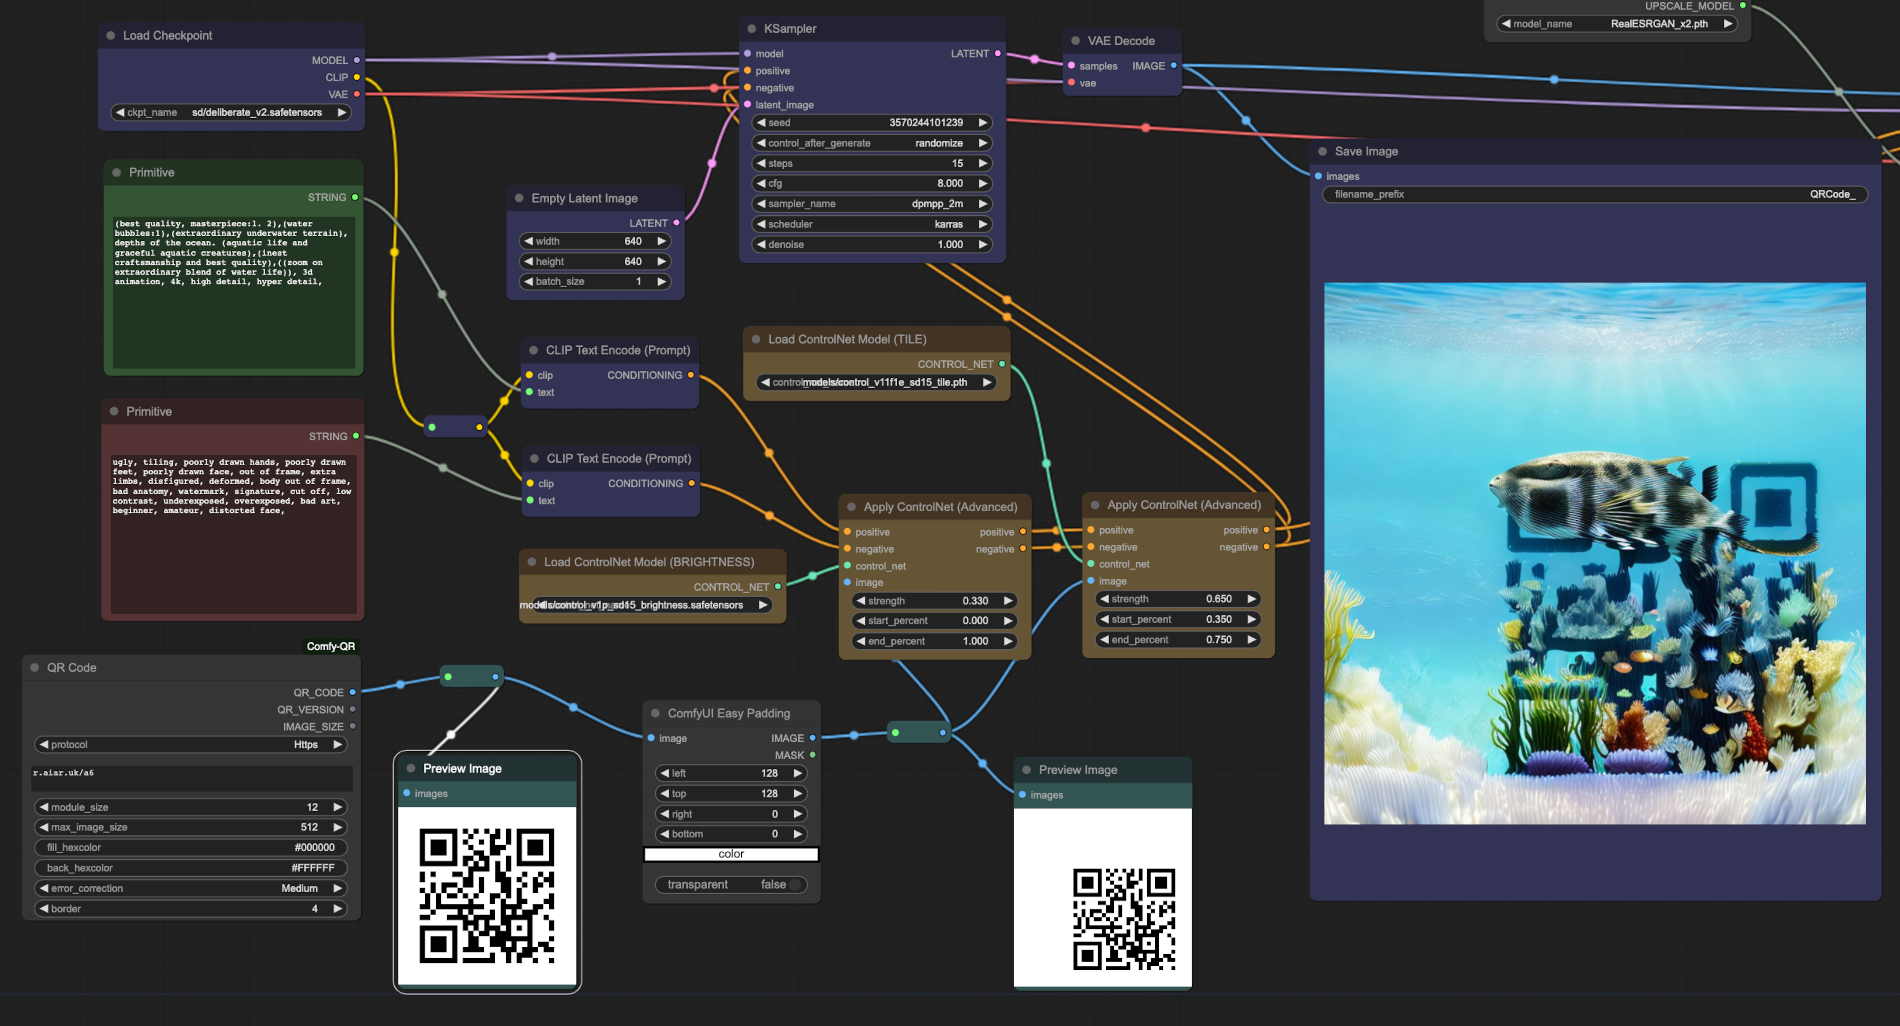 Load Checkpoint
MODEL
CLIP
VAE
ckpt_name sd/deliberate_v2.safetensors
Primitive
STRING
(best quality, masterpiece:1. 2),(water
bubbles:1),(extraordinary underwater terrain),
depths of the ocean. (aquatic life and
graceful aquatic creatures),(inest
craftsmanship and best quality),((zoom on
extraordinary blend of water life)), 3d
animation, 4k, high detail, hyper detail,
Primitive
STRING
ugly, tiling, poorly drawn hands, poorly drawn
feet, poorly drawn face, out of frame, extra
limbs, disfigured, deformed, body out of frame,
bad anatomy, watermark, signature, cut off, low
contrast, underexposed, overexposed, bad art,
beginner, amateur, distorted face,
Comfy-QR
QR Code
QR_CODE
QR_VERSION
IMAGE_SIZE
protocol Https
r.aiar.uk/a6
module_size 12
max_image_size 512
fill_hexcolor #000000
back_hexcolor #FFFFFF
error_correction Medium
border 4
Preview Image
images
Empty Latent Image
LATENT
width 640
height 640
batch_size 1
CLIP Text Encode (Prompt)
clip CONDITIONING
text
CLIP Text Encode (Prompt)
clip CONDITIONING
text
Load ControlNet Model (BRIGHTNESS)
CONTROL_NET
models/control_v1p_sd15_brightness.safetensors
ComfyUI Easy Padding
image IMAGE
MASK
left 128
top 128
right 0
bottom 0
color
transparent false
KSampler
model LATENT
positive
negative
latent_image
seed 3570244101239
control_after_generate randomize
steps 15
cfg 8.000
sampler_name dpmpp_2m
scheduler karras
denoise 1.000
Load ControlNet Model (TILE)
CONTROL_NET
models/control_v11f1e_sd15_tile.pth
Apply ControlNet (Advanced)
positive positive
negative negative
control_net
image
strength 0.330
start_percent 0.000
end_percent 1.000
Apply ControlNet (Advanced)
positive positive
negative negative
control_net
image
strength 0.650
start_percent 0.350
end_percent 0.750
Preview Image
images
VAE Decode
samples IMAGE
vae
UPSCALE_MODEL
model_name RealESRGAN_x2.pth
Save Image
images
filename_prefix QRCode_